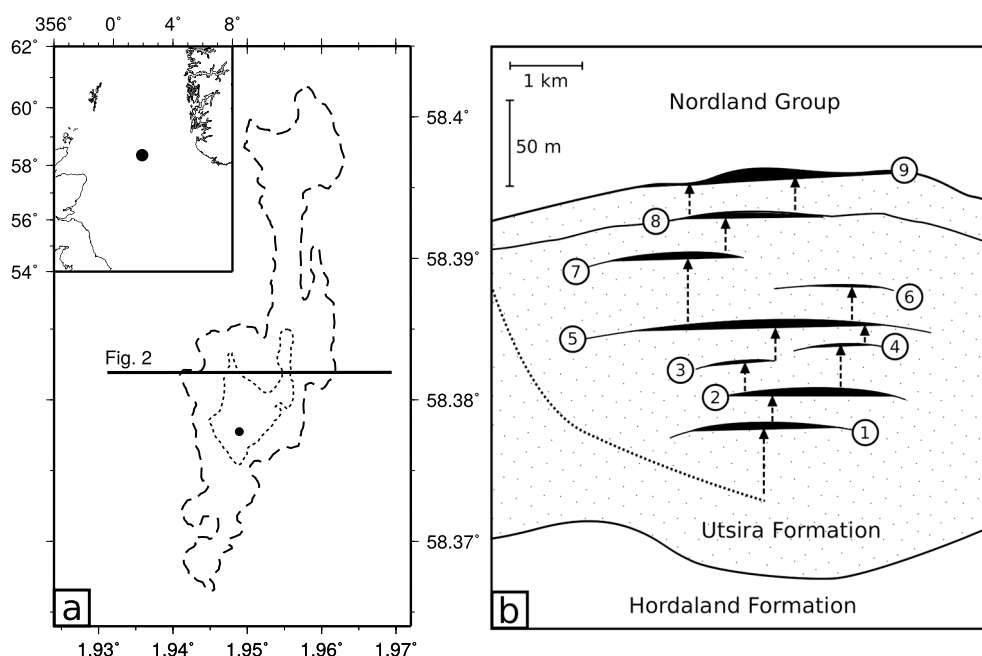 356˚ 0˚ 4˚ 8˚
62˚
60˚
58˚
56˚
54˚
58.4˚
58.39˚
58.38˚
58.37˚
Fig. 2
a
1.93˚ 1.94˚ 1.95˚ 1.96˚ 1.97˚
1 km
50 m
Nordland Group
9
8
7
6
5
4
3
2
1
Utsira Formation
Hordaland Formation
b